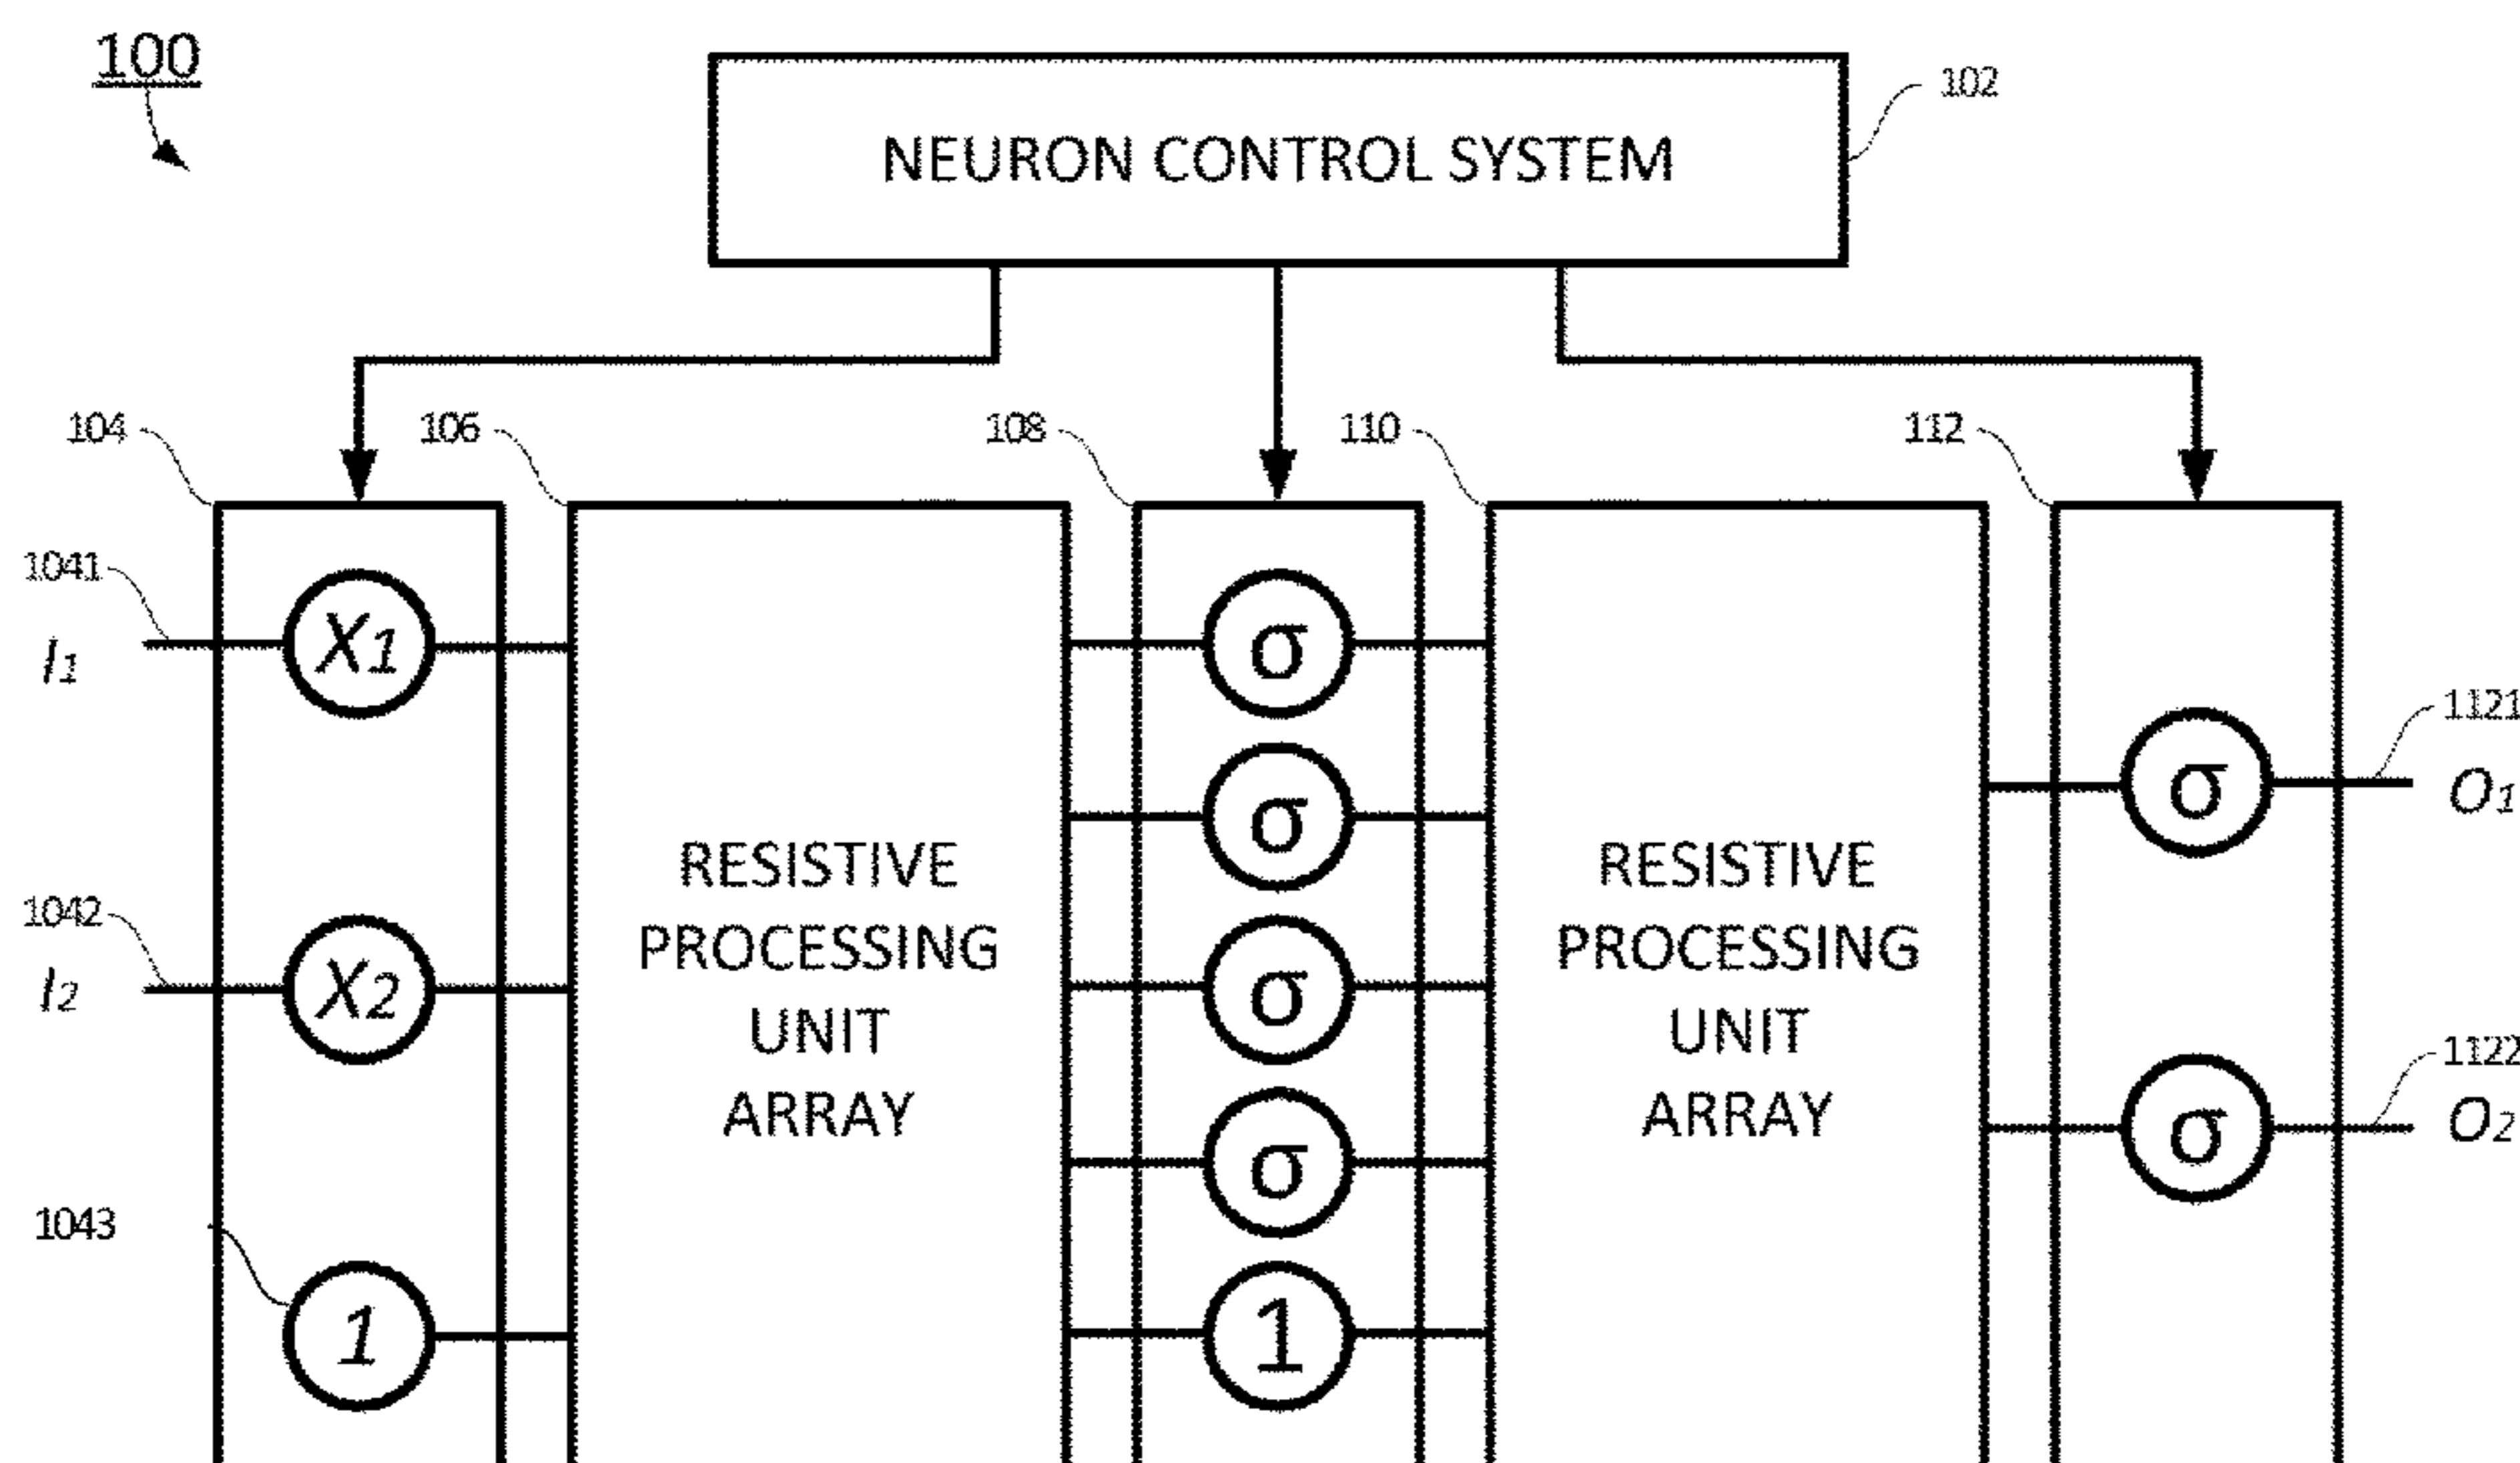 100
102
NEURON CONTROL SYSTEM
104
106
108
110
112
1041
I1
X1
σ
1121
O1
σ
σ
RESISTIVE
PROCESSING
UNIT
ARRAY
RESISTIVE
PROCESSING
UNIT
ARRAY
1042
I2
X2
σ
1122
O2
σ
σ
1043
1
1